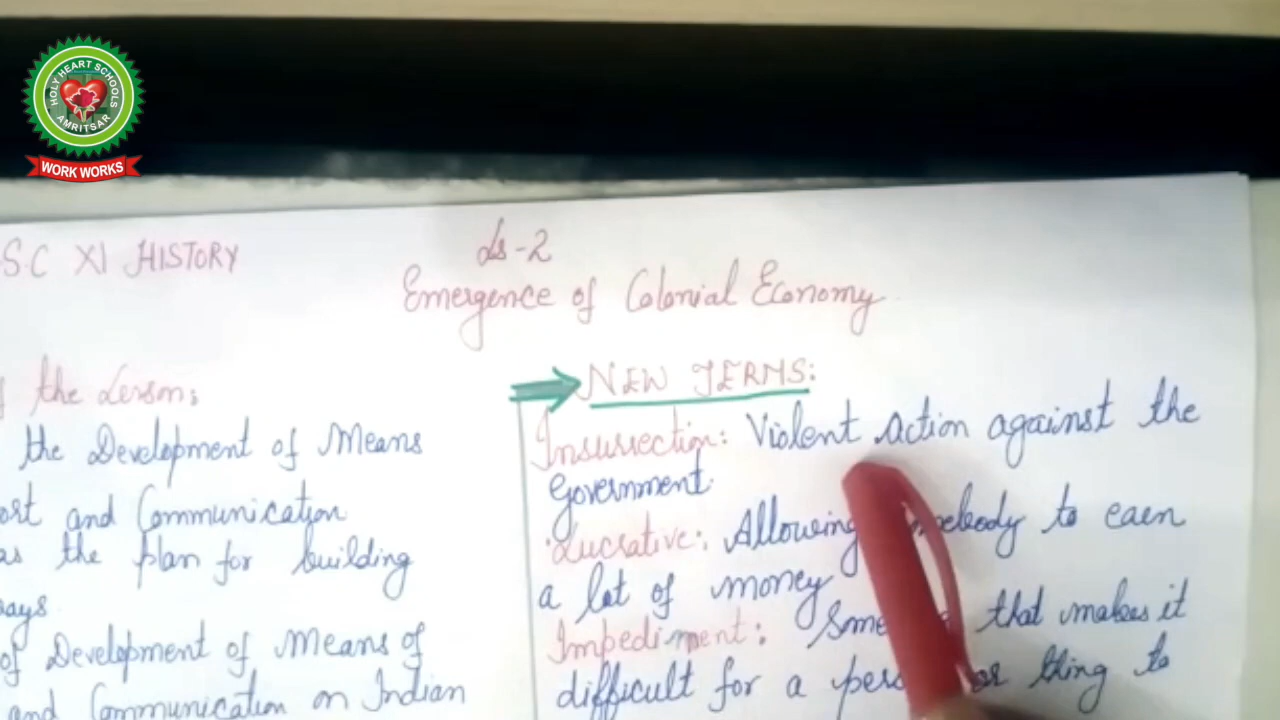 HOLY HEART SCHOOLS
AMRITSAR
WORK WORKS
S.C XI HISTORY
Ls-2
Emergence of Colonial Economy
the Lesson:
the Development of Means
and Communication
as the plan for building
of Development of Means of
and Communication on Indian
NEW TERMS:
Insurrection: Violent action against the
Government.
Lucrative: Allowing to earn
a lot of money
Impediment: that makes it
difficult for a or thing to